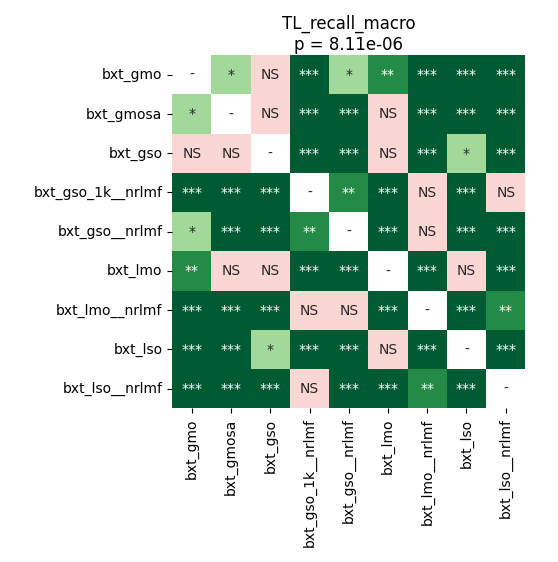 TL_recall_macro
p = 8.11e-06
bxt_gmo - * NS *** * ** *** *** ***
bxt_gmosa * - NS *** *** NS *** *** ***
bxt_gso NS NS - *** *** NS *** * ***
bxt_gso_1k__nrlmf *** *** *** - ** *** NS *** NS
bxt_gso__nrlmf * *** *** ** - *** NS *** ***
bxt_lmo ** NS NS *** *** - *** NS ***
bxt_lmo__nrlmf *** *** *** NS NS *** - *** **
bxt_lso *** *** * *** *** NS *** - ***
bxt_lso__nrlmf *** *** *** NS *** *** ** *** -
bxt_gmo
bxt_gmosa
bxt_gso
bxt_gso_1k__nrlmf
bxt_gso__nrlmf
bxt_lmo
bxt_lmo__nrlmf
bxt_lso
bxt_lso__nrlmf